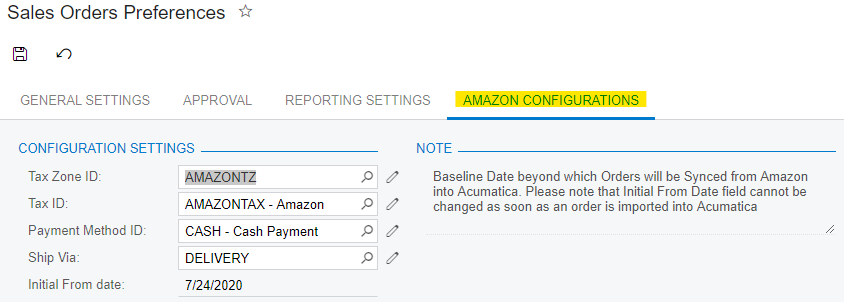 Sales Orders Preferences
GENERAL SETTINGS APPROVAL REPORTING SETTINGS AMAZON CONFIGURATIONS
CONFIGURATION SETTINGS
Tax Zone ID: AMAZONTZ
Tax ID: AMAZONTAX - Amazon
Payment Method ID: CASH - Cash Payment
Ship Via: DELIVERY
Initial From date: 7/24/2020
NOTE
Baseline Date beyond which Orders will be Synced from Amazon
into Acumatica. Please note that Initial From Date field cannot be
changed as soon as an order is imported into Acumatica